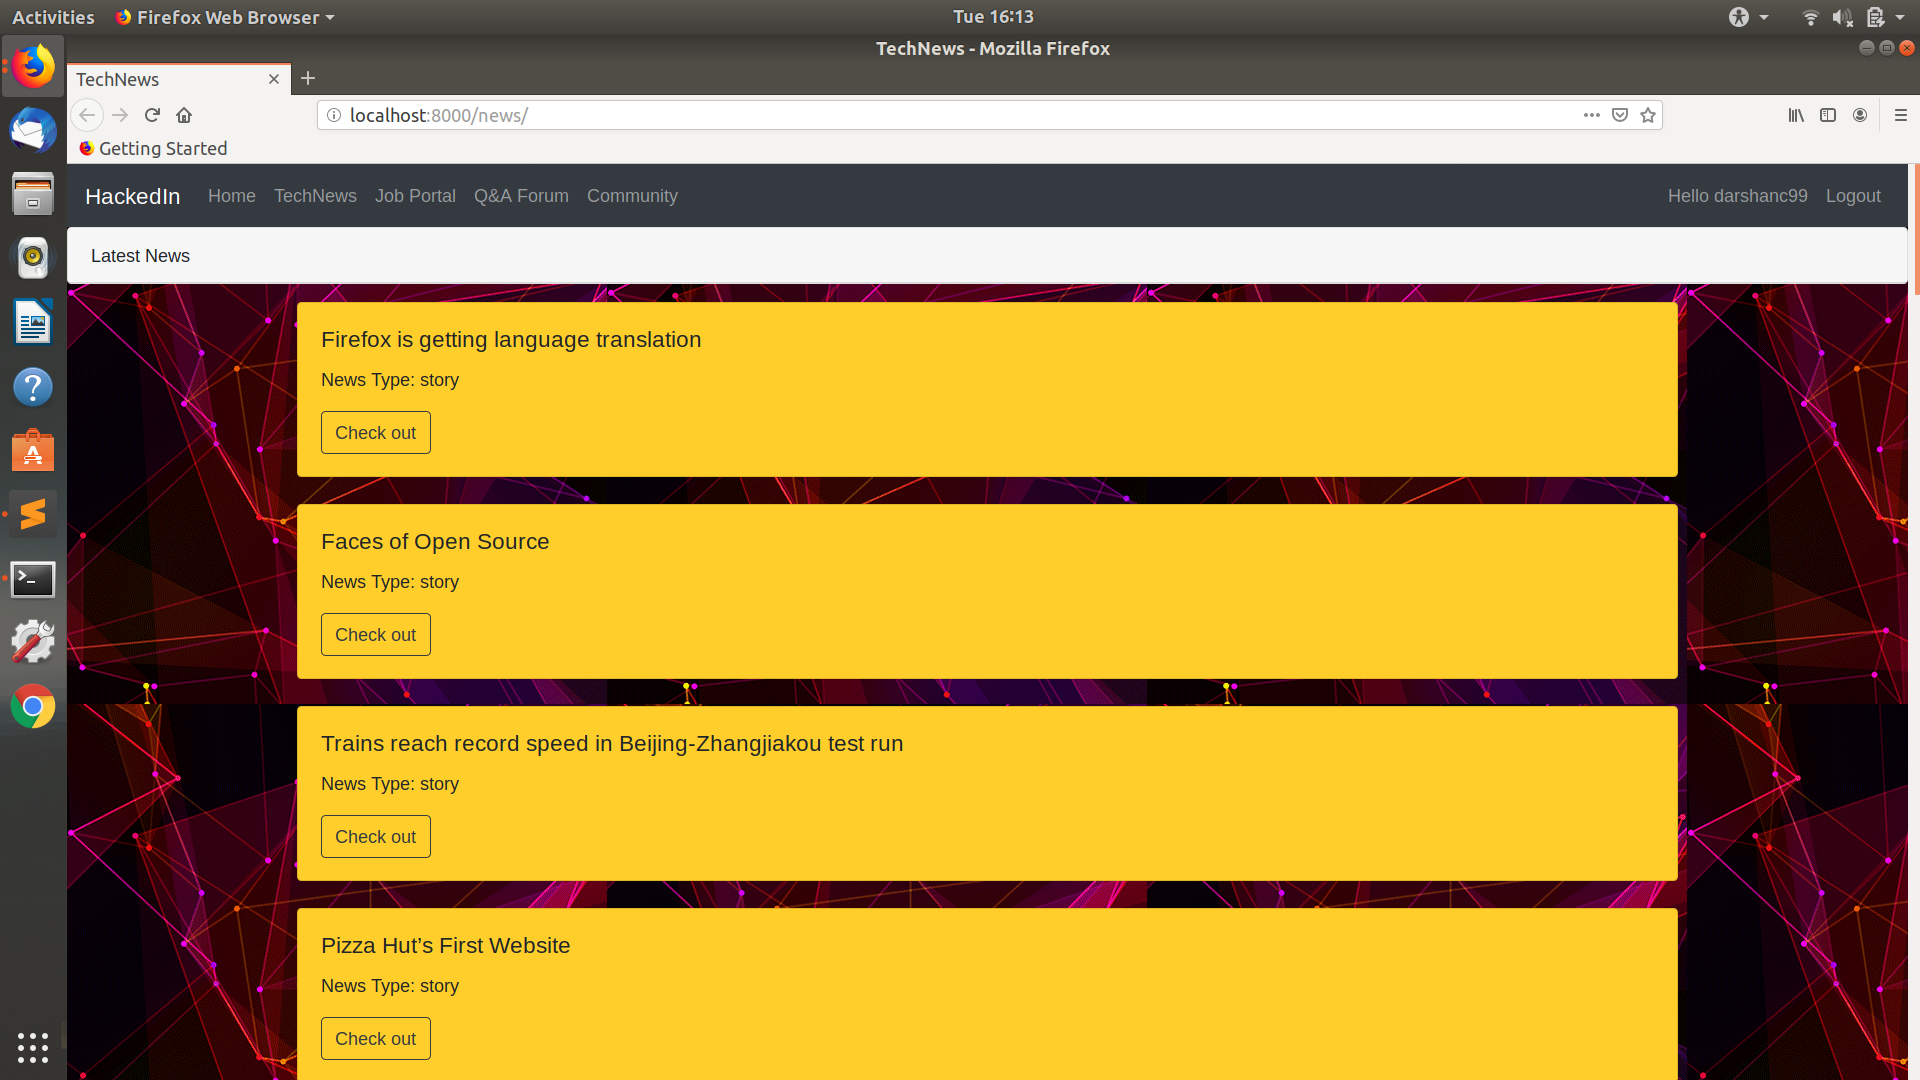 Activities Firefox Web Browser Tue 16:13
TechNews - Mozilla Firefox
TechNews
localhost:8000/news/
Getting Started
HackedIn Home TechNews Job Portal Q&A Forum Community Hello darshanc99 Logout
Latest News
Firefox is getting language translation
News Type: story
Check out
Faces of Open Source
News Type: story
Check out
Trains reach record speed in Beijing-Zhangjiakou test run
News Type: story
Check out
Pizza Hut’s First Website
News Type: story
Check out